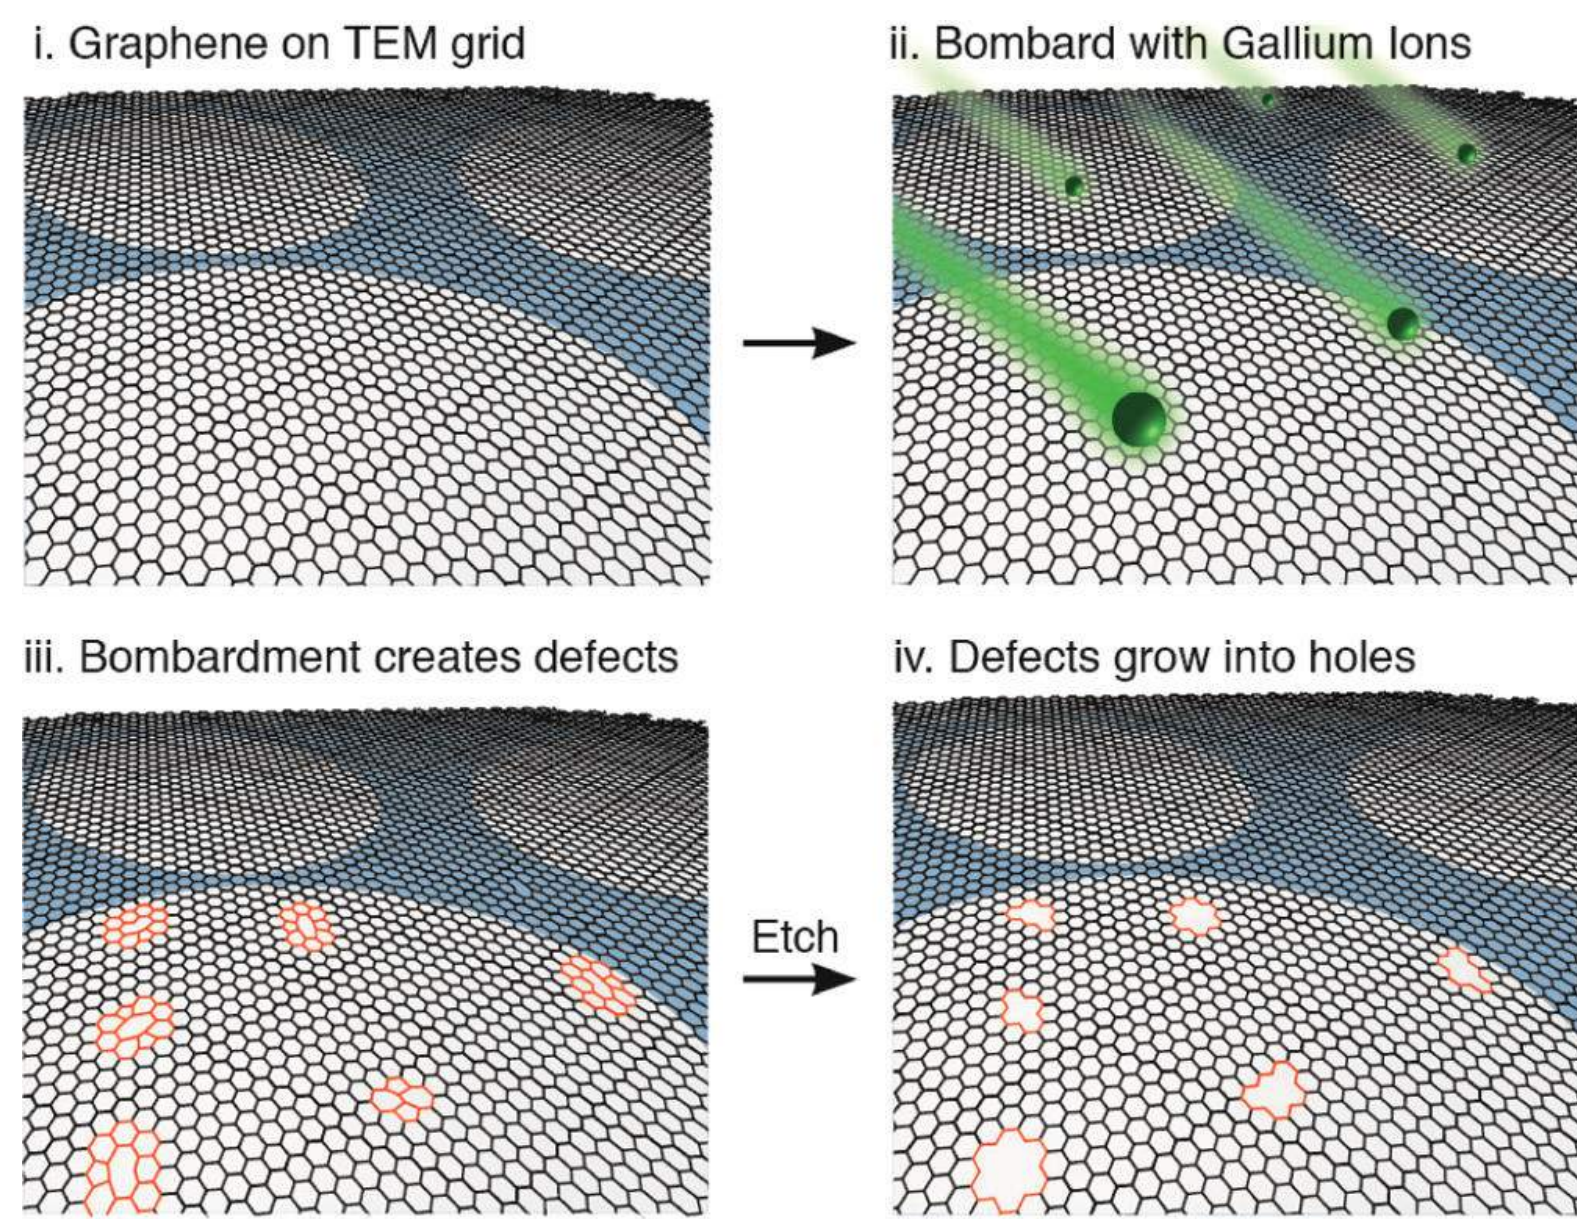 i. Graphene on TEM grid
ii. Bombard with Gallium Ions
iii. Bombardment creates defects
iv. Defects grow into holes
Etch